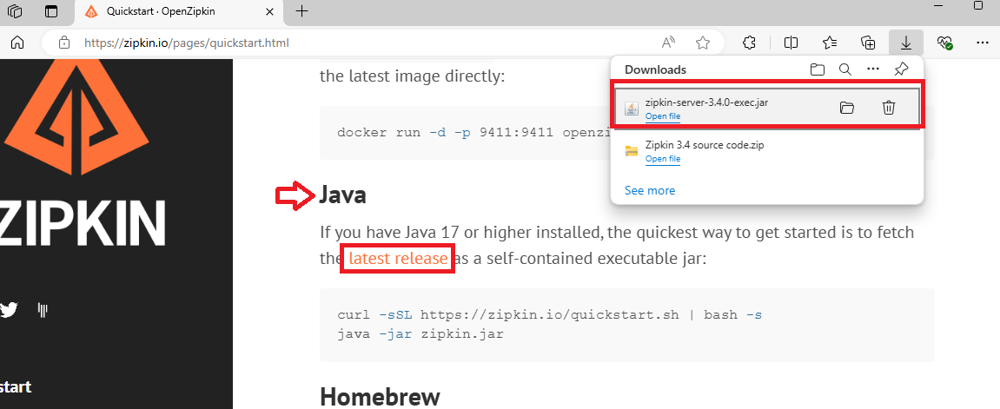 Quickstart · OpenZipkin
https://zipkin.io/pages/quickstart.html
Downloads
zipkin-server-3.4.0-exec.jar
Open file
Zipkin 3.4 source code.zip
Open file
See more
ZIPKIN
start
the latest image directly:
docker run -d -p 9411:9411 openzi
Java
If you have Java 17 or higher installed, the quickest way to get started is to fetch
the latest release as a self-contained executable jar:
curl -sSL https://zipkin.io/quickstart.sh | bash -s
java -jar zipkin.jar
Homebrew